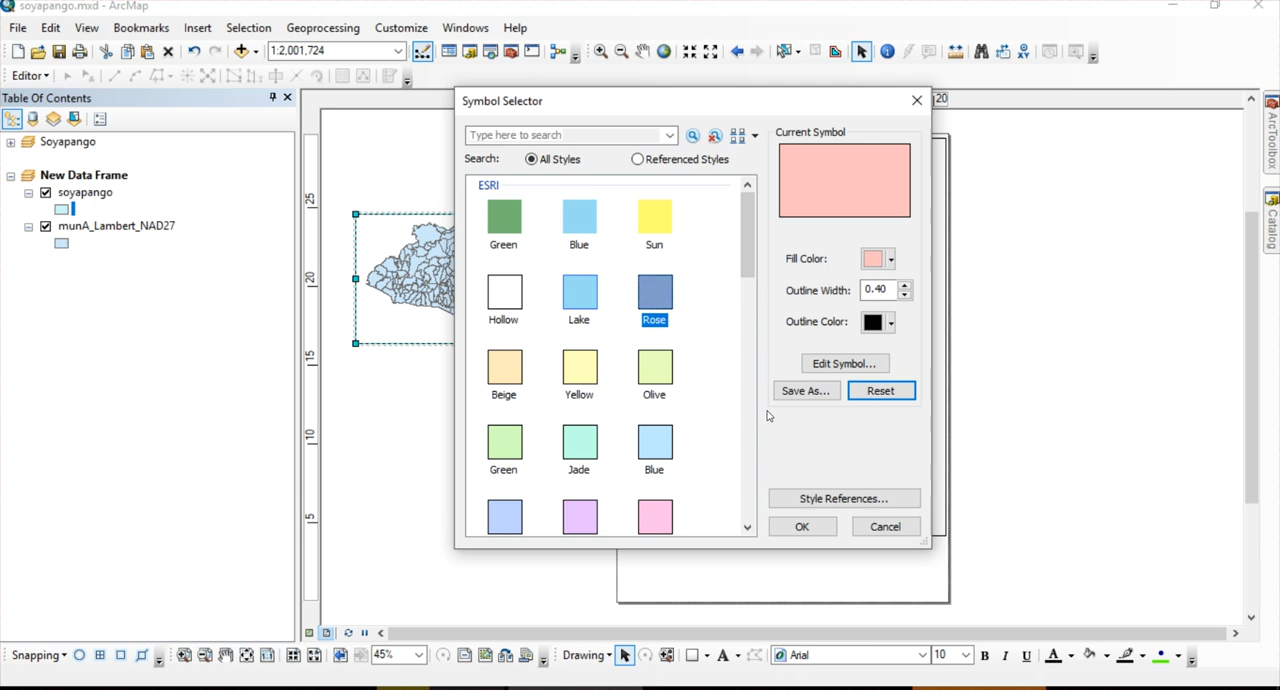 soyapango.mxd - ArcMap
File Edit View Bookmarks Insert Selection Geoprocessing Customize Windows Help
1:2,001,724
Editor
Table Of Contents
Soyapango
New Data Frame
soyapango
munA_Lambert_NAD27
Symbol Selector
Type here to search
Search: All Styles Referenced Styles
ESRI
Green Blue Sun
Hollow Lake Rose
Beige Yellow Olive
Green Jade Blue
Current Symbol
Fill Color:
Outline Width: 0.40
Outline Color:
Edit Symbol...
Save As... Reset
Style References...
OK Cancel
20
25
20
15
10
5
ArcToolbox
Catalog
Snapping 45% Drawing A Arial 10 B I U A